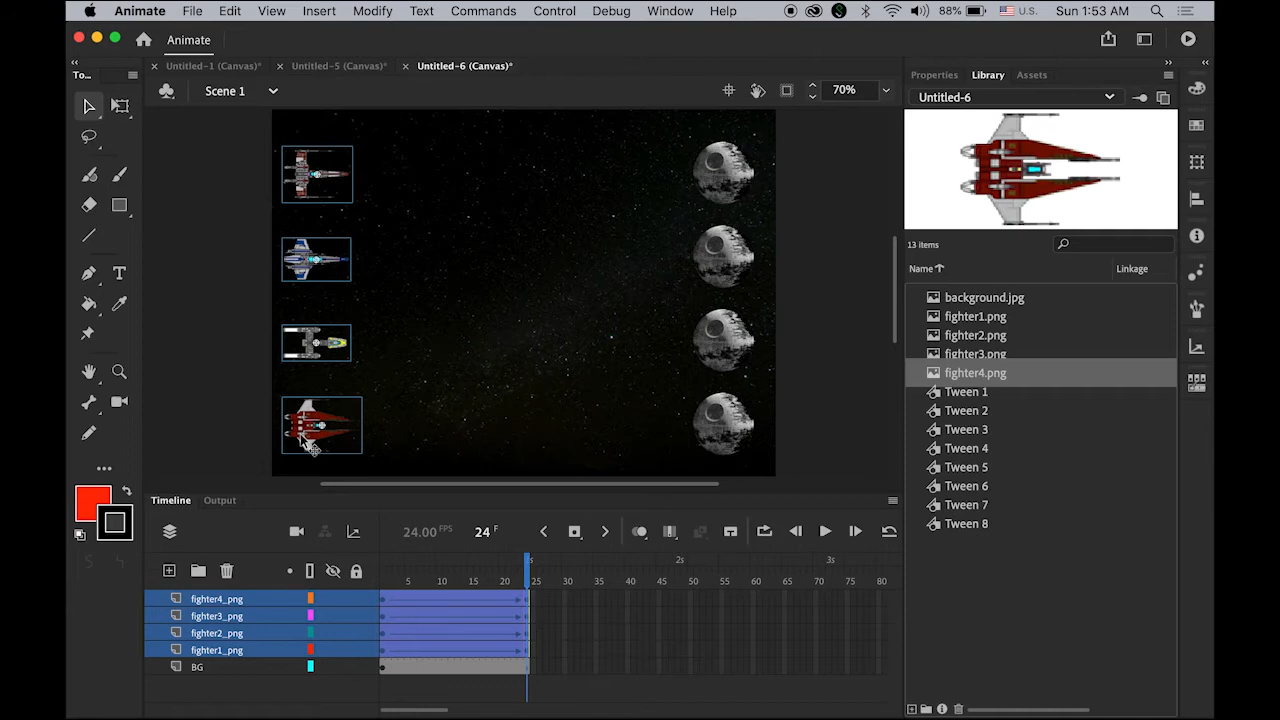 Animate File Edit View Insert Modify Text Commands Control Debug Window Help 88% U.S. Sun 1:53 AM
Animate
To...
Untitled-1 (Canvas)* Untitled-5 (Canvas)* Untitled-6 (Canvas)*
Properties Library Assets
Scene 1 70%
Untitled-6
13 items
Name Linkage
background.jpg
fighter1.png
fighter2.png
fighter3.png
fighter4.png
Tween 1
Tween 2
Tween 3
Tween 4
Tween 5
Tween 6
Tween 7
Tween 8
Timeline Output
24.00 FPS 24 F
s 2s 3s
5 10 15 20 25 30 35 40 45 50 55 60 65 70 75 80
fighter4_png
fighter3_png
fighter2_png
fighter1_png
BG